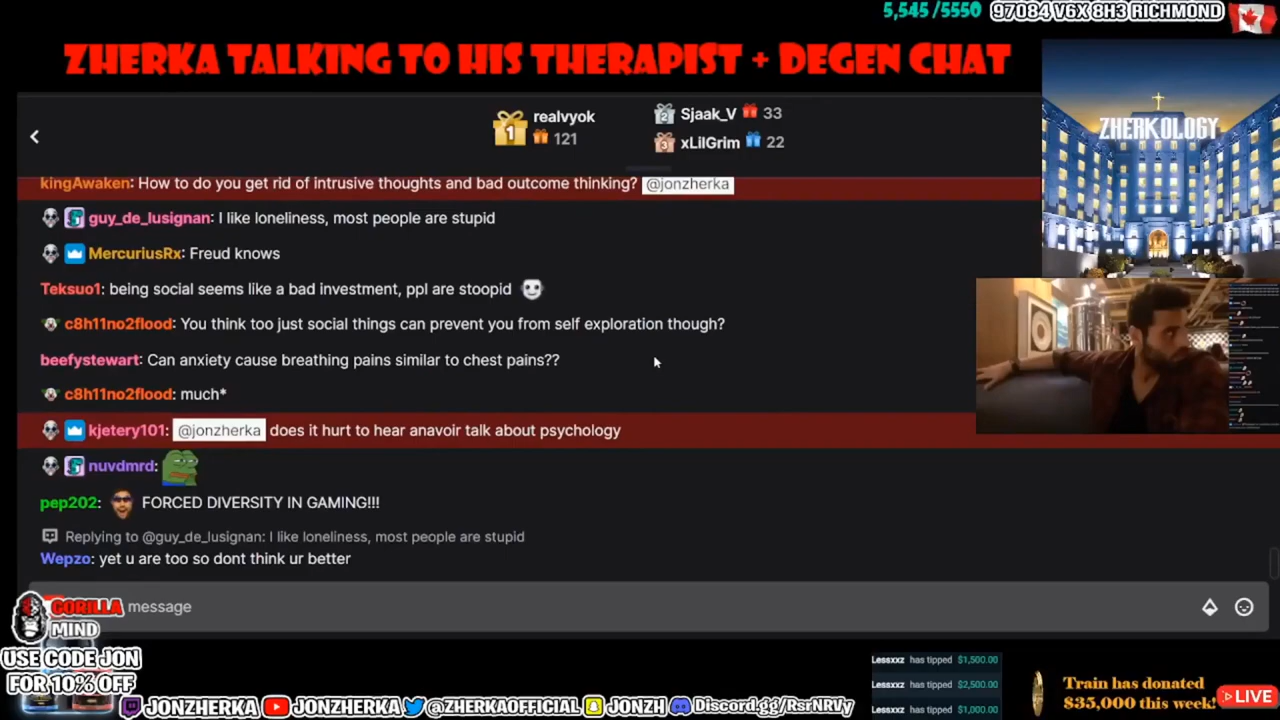 5,545 /5550
97084 V6X 8H3 RICHMOND
ZHERKA TALKING TO HIS THERAPIST + DEGEN CHAT
ZHERKOLOGY
1 realvyok 121
2 Sjaak_V 33
3 xLilGrim 22
kingAwaken: How to do you get rid of intrusive thoughts and bad outcome thinking? @jonzherka
guy_de_lusignan: I like loneliness, most people are stupid
MercuriusRx: Freud knows
Teksuo1: being social seems like a bad investment, ppl are stoopid
c8h11no2flood: You think too just social things can prevent you from self exploration though?
beefystewart: Can anxiety cause breathing pains similar to chest pains??
c8h11no2flood: much*
kjetery101: @jonzherka does it hurt to hear anavoir talk about psychology
nuvdmrd:
pep202: FORCED DIVERSITY IN GAMING!!!
Replying to @guy_de_lusignan: I like loneliness, most people are stupid
Wepzo: yet u are too so dont think ur better
message
GORILLA
MIND
USE CODE JON
FOR 10% OFF
JONZHERKA JONZHERKA @ZHERKAOFFICIAL JONZH Discord.gg/RsrNRVy
Lessxxz has tipped $1,500.00
Lessxxz has tipped $2,500.00
Lessxxz has tipped $1,000.00
Train has donated
$35,000 this week!
LIVE